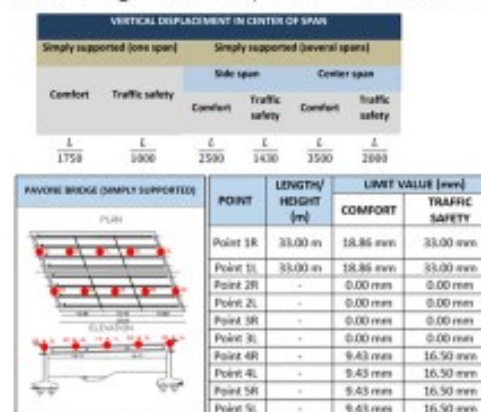 VERTICAL DISPLACEMENT IN CENTER OF SPAN
Simply supported (one span) Simply supported (several spans)
Side span Center span
Comfort Traffic safety Comfort Traffic safety Comfort Traffic safety
L/1750 L/1000 L/2500 L/1430 L/3500 L/2000
PAVONE BRIDGE (SIMPLY SUPPORTED)
PLAN
ELEVATION
POINT LENGTH/ HEIGHT (m) LIMIT VALUE (mm)
COMFORT TRAFFIC SAFETY
Point 1R 33.00 m 18.86 mm 33.00 mm
Point 1L 33.00 m 18.86 mm 33.00 mm
Point 2R - 0.00 mm 0.00 mm
Point 2L - 0.00 mm 0.00 mm
Point 3R - 0.00 mm 0.00 mm
Point 3L - 0.00 mm 0.00 mm
Point 4R - 9.43 mm 16.50 mm
Point 4L - 9.43 mm 16.50 mm
Point 5R - 9.43 mm 16.50 mm
Point 5L - 9.43 mm 16.50 mm